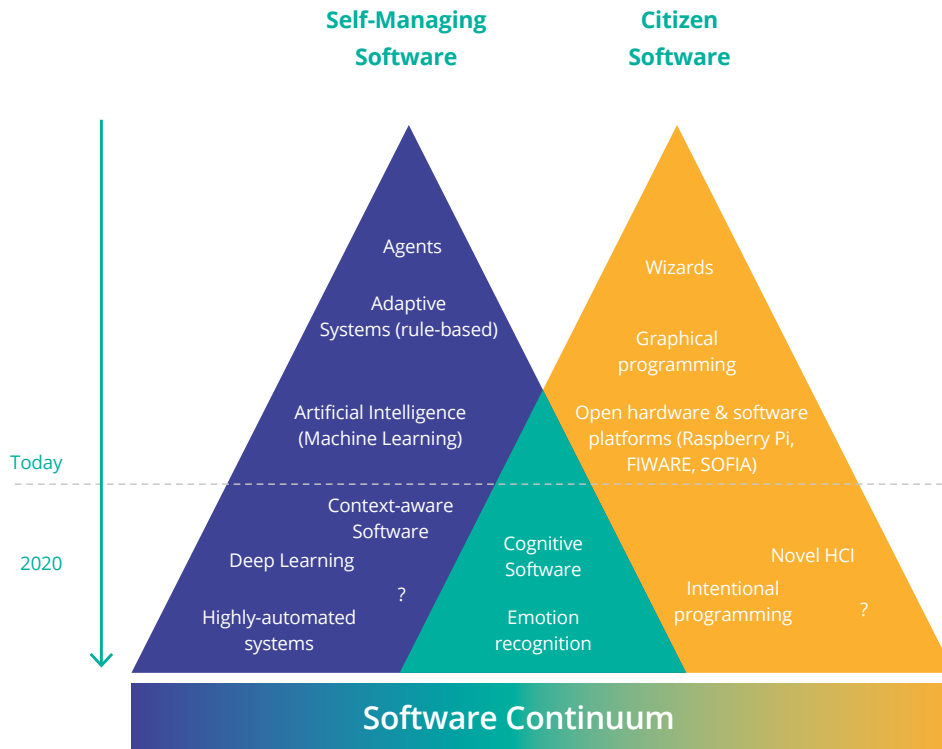 Self-Managing
Software
Citizen
Software
Agents
Adaptive
Systems (rule-based)
Artificial Intelligence
(Machine Learning)
Wizards
Graphical
programming
Open hardware & software
platforms (Raspberry Pi,
FIWARE, SOFIA)
Today
2020
Context-aware
Software
Deep Learning
?
Highly-automated
systems
Cognitive
Software
Emotion
recognition
Novel HCI
Intentional
programming
?
Software Continuum